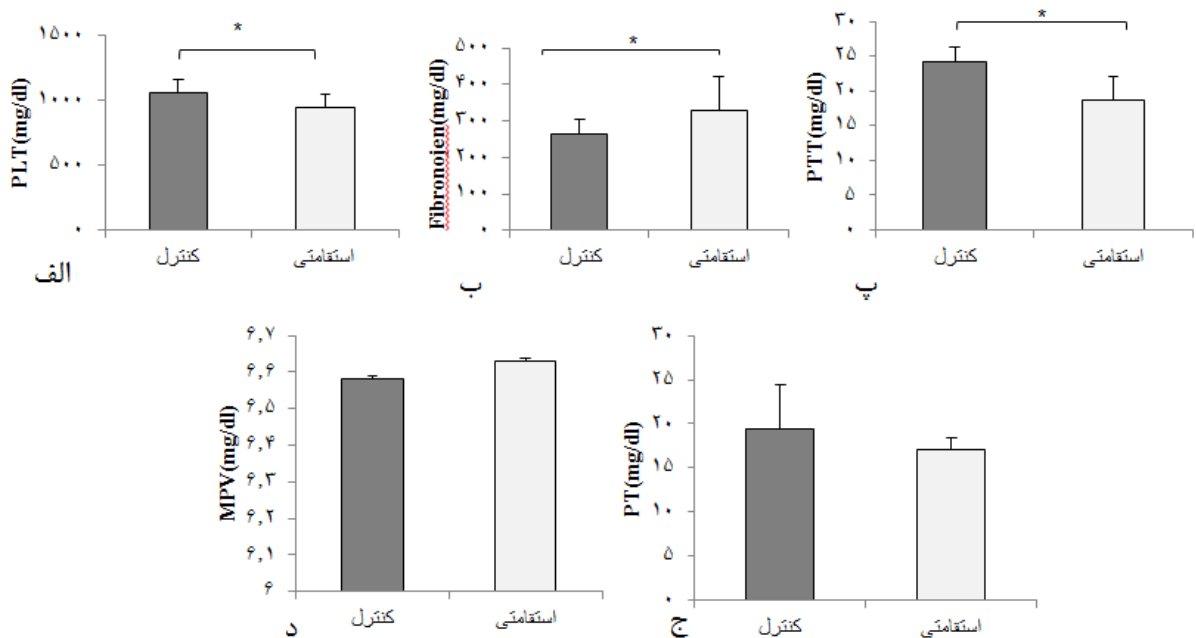 PLT(mg/dl)
۱۵۰۰
۱۰۰۰
۵۰۰
۰
*
کنترل
استقامتی
الف
Fibronojen(mg/dl)
۵۰۰
۴۰۰
۳۰۰
۲۰۰
۱۰۰
۰
*
کنترل
استقامتی
ب
PTT(mg/dl)
۳۰
۲۵
۲۰
۱۵
۱۰
۵
۰
*
کنترل
استقامتی
پ
MPV(mg/dl)
۶,۷
۶,۶
۶,۵
۶,۴
۶,۳
۶,۲
۶,۱
۶
کنترل
استقامتی
د
PT(mg/dl)
۳۰
۲۵
۲۰
۱۵
۱۰
۵
۰
کنترل
استقامتی
ج